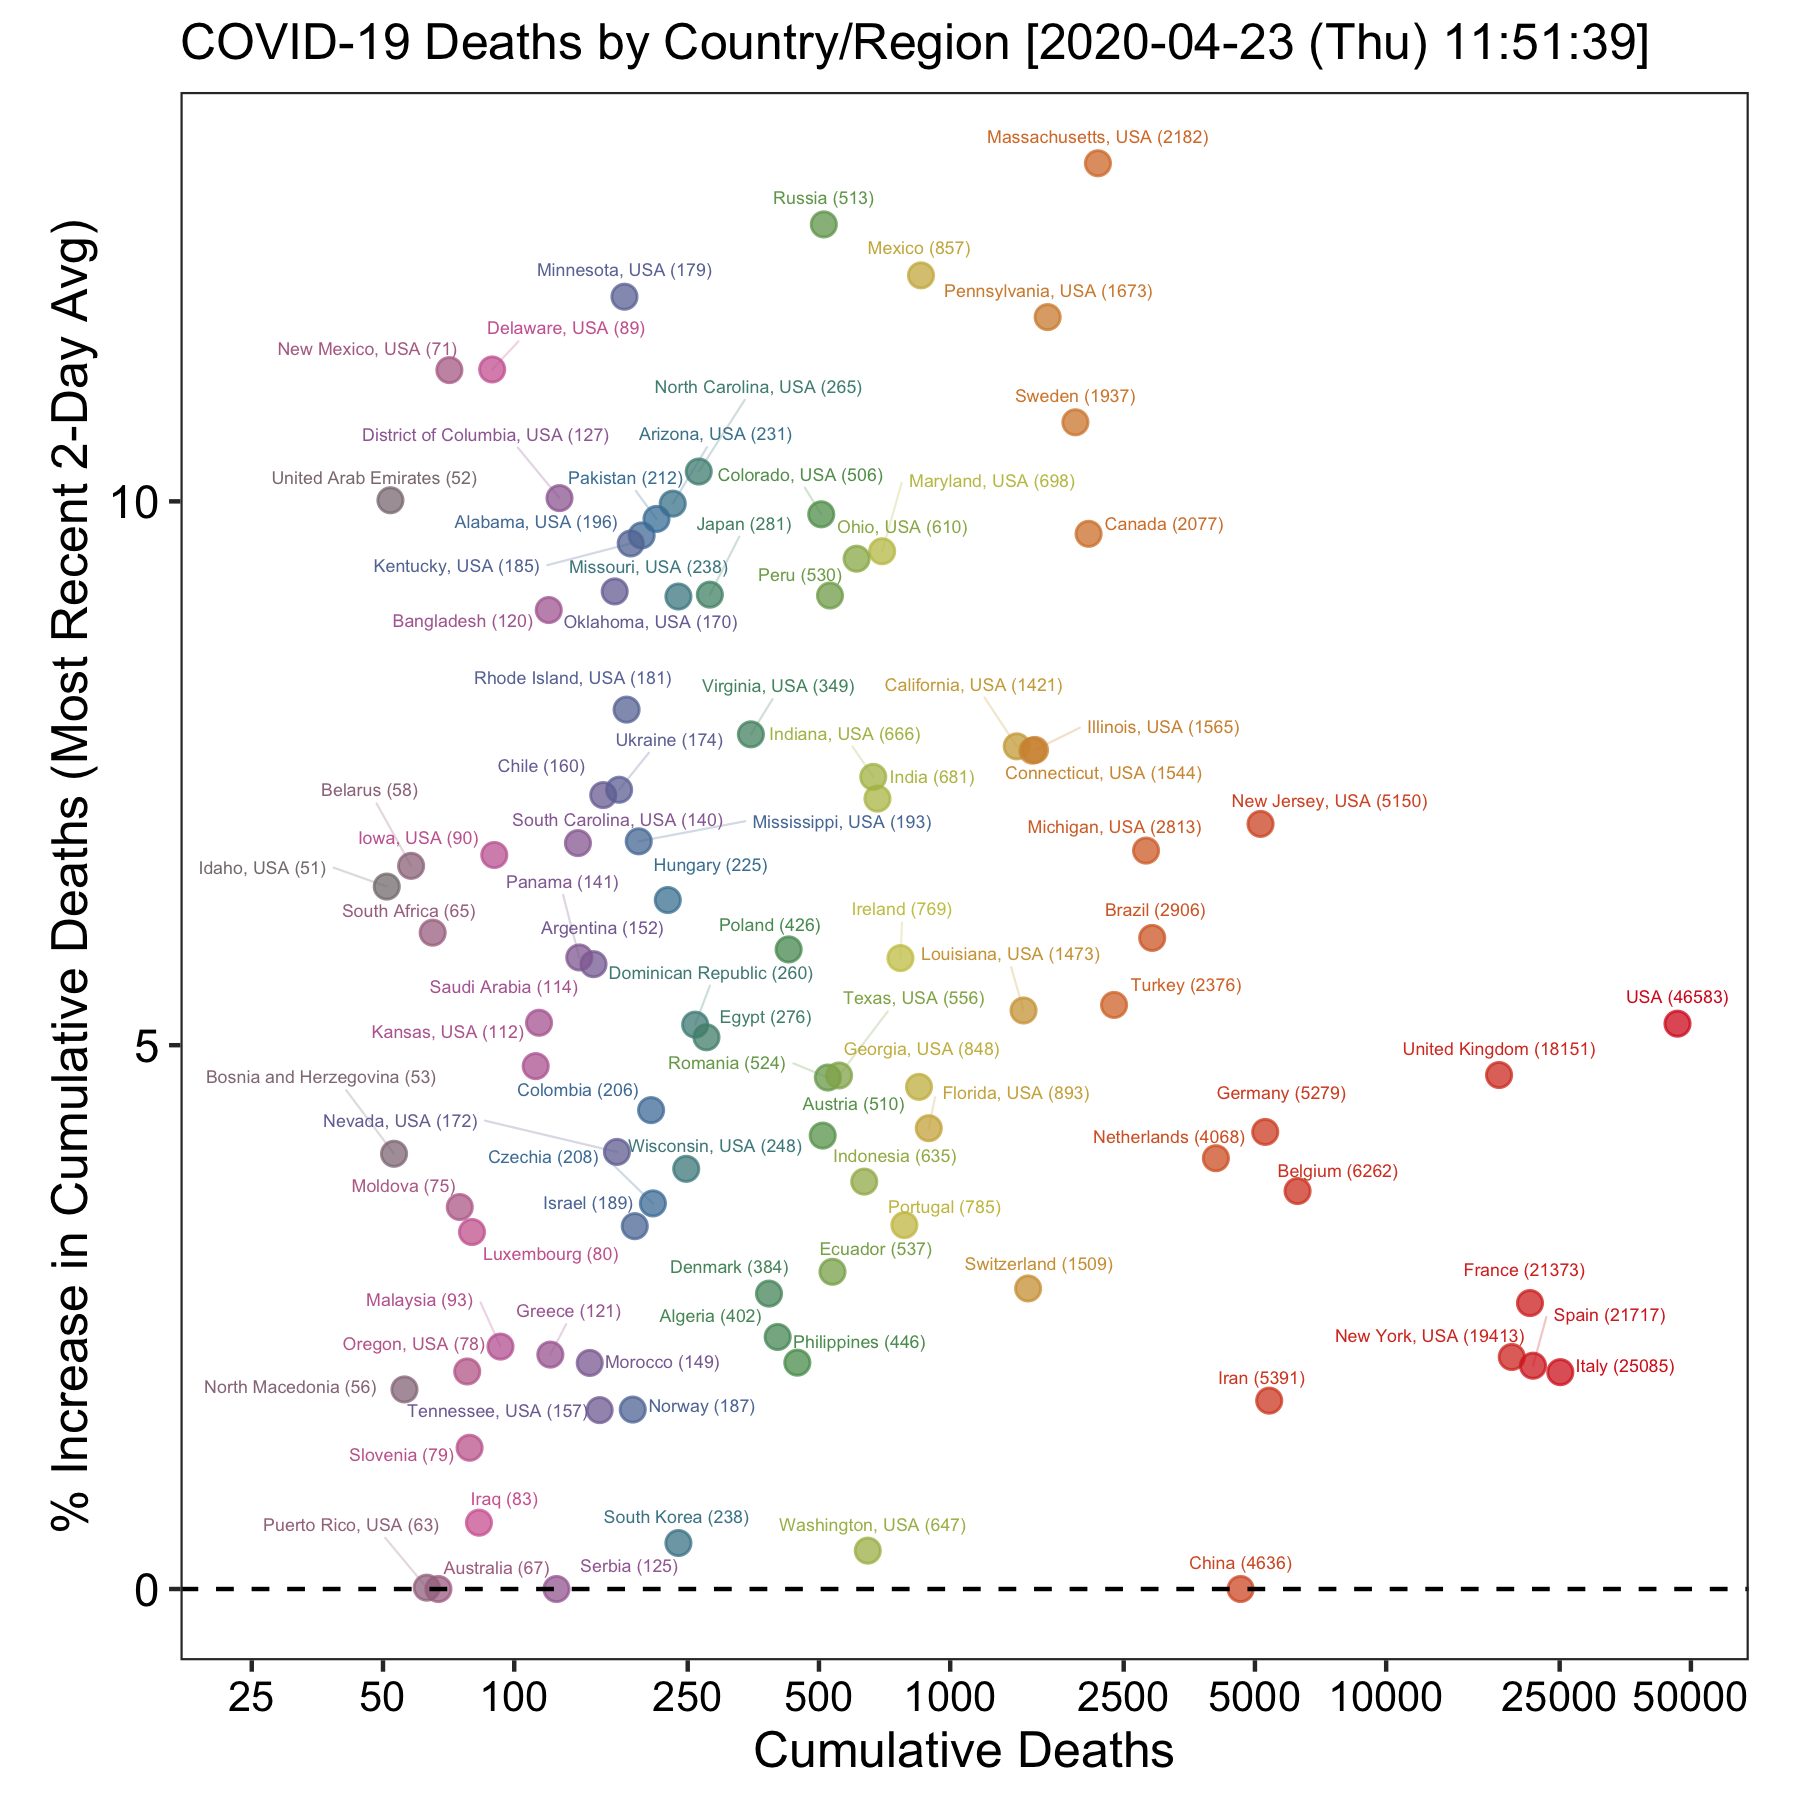 COVID-19 Deaths by Country/Region [2020-04-23 (Thu) 11:51:39]
% Increase in Cumulative Deaths (Most Recent 2-Day Avg)
Massachusetts, USA (2182)
Russia (513)
Mexico (857)
Minnesota, USA (179)
Pennsylvania, USA (1673)
Delaware, USA (89)
New Mexico, USA (71)
North Carolina, USA (265)
Sweden (1937)
District of Columbia, USA (127)
Arizona, USA (231)
United Arab Emirates (52)
Pakistan (212)
Colorado, USA (506)
Maryland, USA (698)
10
Alabama, USA (196)
Japan (281)
Ohio, USA (610)
Canada (2077)
Kentucky, USA (185)
Missouri, USA (238)
Peru (530)
Bangladesh (120)
Oklahoma, USA (170)
Rhode Island, USA (181)
Virginia, USA (349)
California, USA (1421)
Illinois, USA (1565)
Ukraine (174)
Indiana, USA (666)
Chile (160)
India (681)
Connecticut, USA (1544)
Belarus (58)
New Jersey, USA (5150)
South Carolina, USA (140)
Mississippi, USA (193)
Michigan, USA (2813)
Iowa, USA (90)
Idaho, USA (51)
Hungary (225)
Panama (141)
South Africa (65)
Ireland (769)
Brazil (2906)
Argentina (152)
Poland (426)
Louisiana, USA (1473)
Dominican Republic (260)
Saudi Arabia (114)
Texas, USA (556)
Turkey (2376)
USA (46583)
Kansas, USA (112)
Egypt (276)
5
Georgia, USA (848)
United Kingdom (18151)
Romania (524)
Bosnia and Herzegovina (53)
Colombia (206)
Florida, USA (893)
Germany (5279)
Austria (510)
Nevada, USA (172)
Netherlands (4068)
Wisconsin, USA (248)
Czechia (208)
Indonesia (635)
Belgium (6262)
Moldova (75)
Israel (189)
Portugal (785)
Luxembourg (80)
Ecuador (537)
Denmark (384)
Switzerland (1509)
France (21373)
Malaysia (93)
Greece (121)
Algeria (402)
Spain (21717)
Oregon, USA (78)
Philippines (446)
New York, USA (19413)
Morocco (149)
Italy (25085)
North Macedonia (56)
Iran (5391)
Tennessee, USA (157)
Norway (187)
Slovenia (79)
Iraq (83)
Puerto Rico, USA (63)
South Korea (238)
Washington, USA (647)
Australia (67)
Serbia (125)
China (4636)
0
25 50 100 250 500 1000 2500 5000 10000 25000 50000
Cumulative Deaths